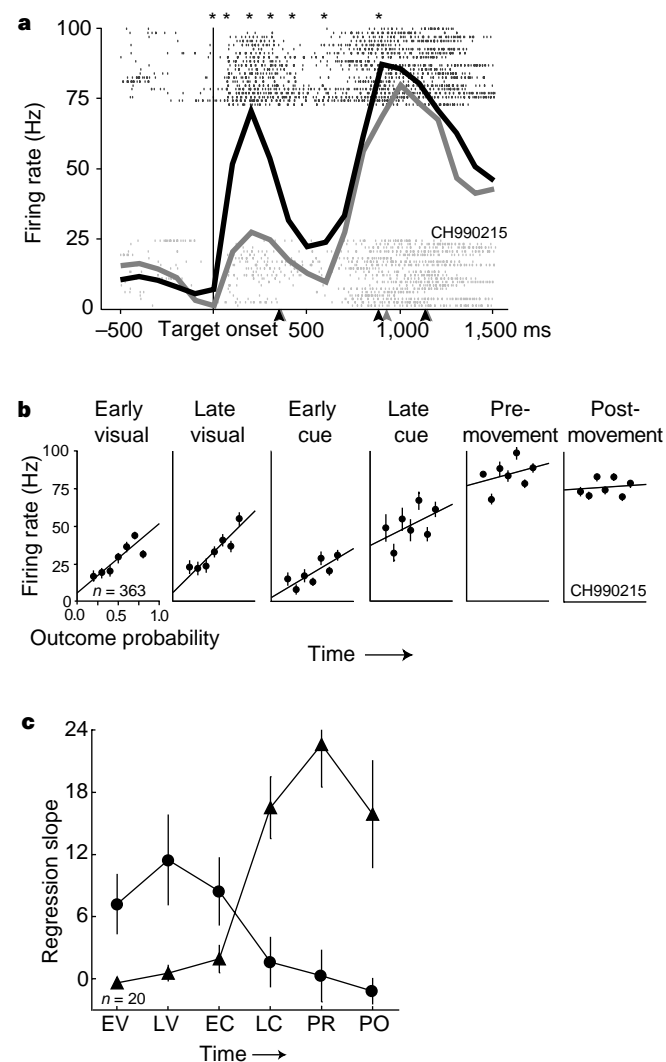 a
* * * * * * *
100
75
50
25
0
Firing rate (Hz)
CH990215
–500 Target onset 500 1,000 1,500 ms
b
Early visual
Late visual
Early cue
Late cue
Pre-movement
Post-movement
100
75
50
25
0
Firing rate (Hz)
n = 363
CH990215
0.0 0.5 1.0
Outcome probability
Time
c
24
18
12
6
0
Regression slope
n = 20
EV LV EC LC PR PO
Time